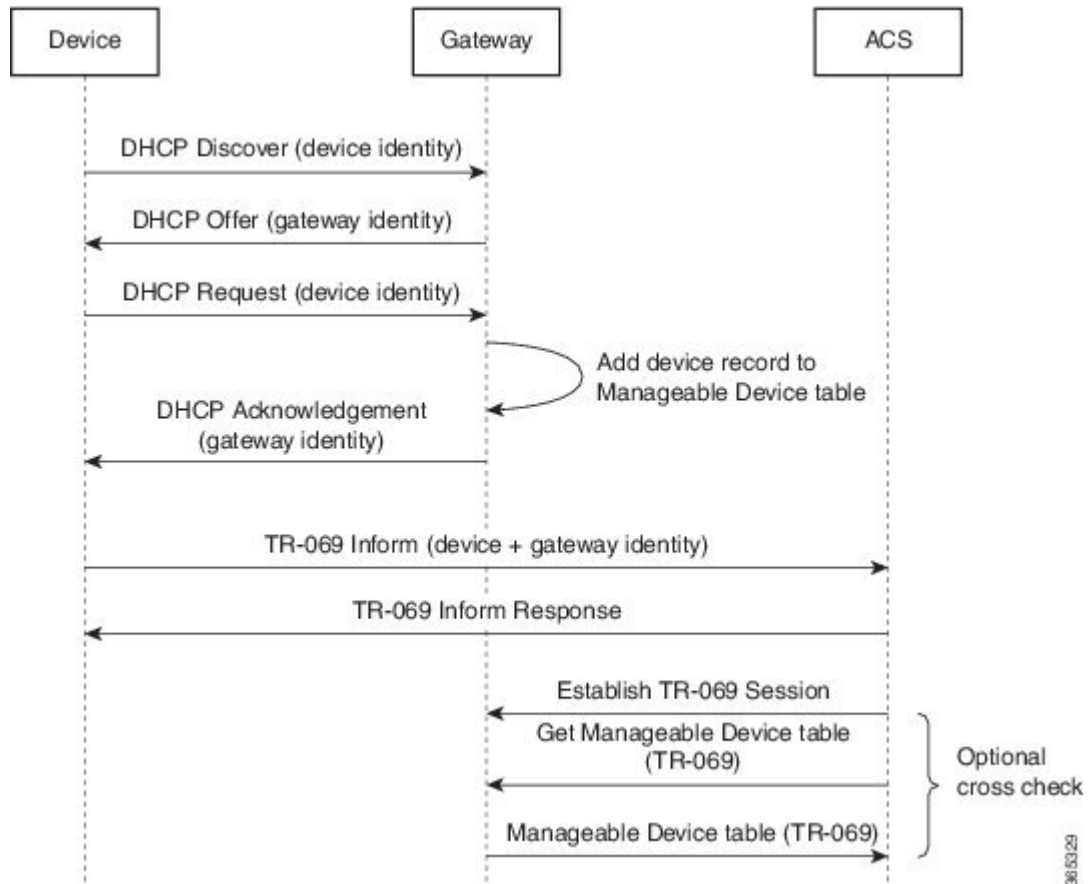 Device
Gateway
ACS
DHCP Discover (device identity)
DHCP Offer (gateway identity)
DHCP Request (device identity)
Add device record to
Manageable Device table
DHCP Acknowledgement
(gateway identity)
TR-069 Inform (device + gateway identity)
TR-069 Inform Response
Establish TR-069 Session
Get Manageable Device table
(TR-069)
Optional
cross check
Manageable Device table (TR-069)
365329